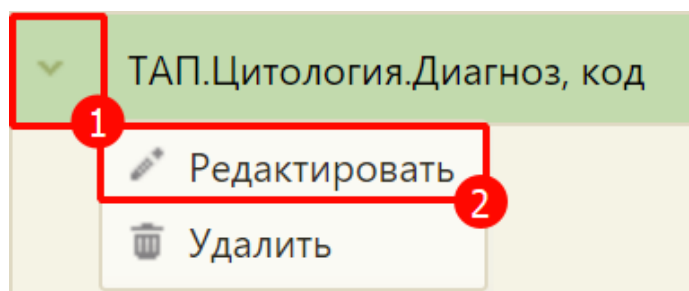 ТАП.Цитология.Диагноз, код
1
Редактировать
2
Удалить